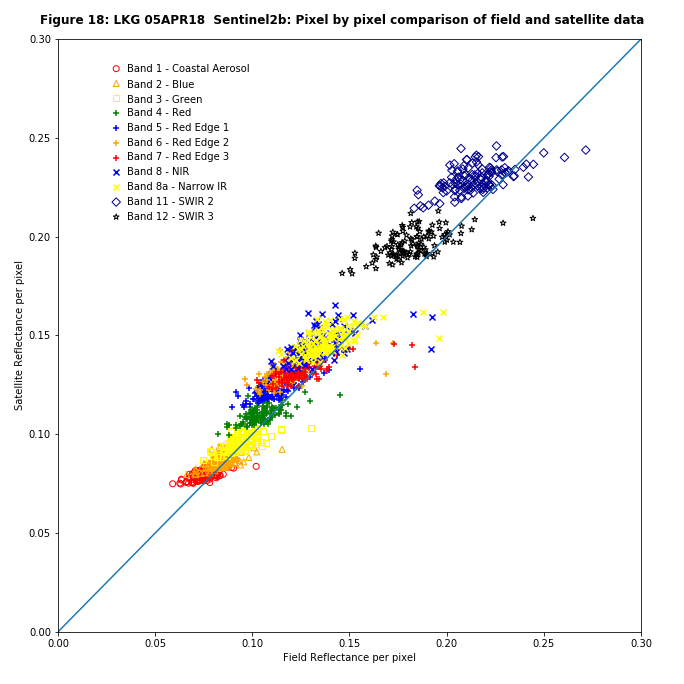 Figure 18: LKG 05APR18 Sentinel2b: Pixel by pixel comparison of field and satellite data
0.30
Band 1 - Coastal Aerosol
Band 2 - Blue
Band 3 - Green
Band 4 - Red
Band 5 - Red Edge 1
Band 6 - Red Edge 2
Band 7 - Red Edge 3
Band 8 - NIR
Band 8a - Narrow IR
Band 11 - SWIR 2
Band 12 - SWIR 3
0.25
0.20
0.15
0.10
0.05
0.00
Satellite Reflectance per pixel
0.00 0.05 0.10 0.15 0.20 0.25 0.30
Field Reflectance per pixel